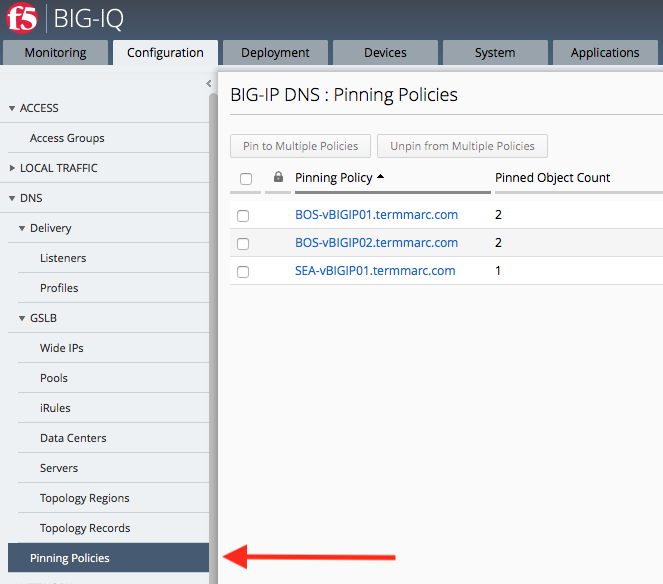 f5 BIG-IQ
Monitoring Configuration Deployment Devices System Applications
ACCESS
Access Groups
LOCAL TRAFFIC
DNS
Delivery
Listeners
Profiles
GSLB
Wide IPs
Pools
iRules
Data Centers
Servers
Topology Regions
Topology Records
Pinning Policies
BIG-IP DNS : Pinning Policies
Pin to Multiple Policies Unpin from Multiple Policies
Pinning Policy Pinned Object Count
BOS-vBIGIP01.termmarc.com 2
BOS-vBIGIP02.termmarc.com 2
SEA-vBIGIP01.termmarc.com 1